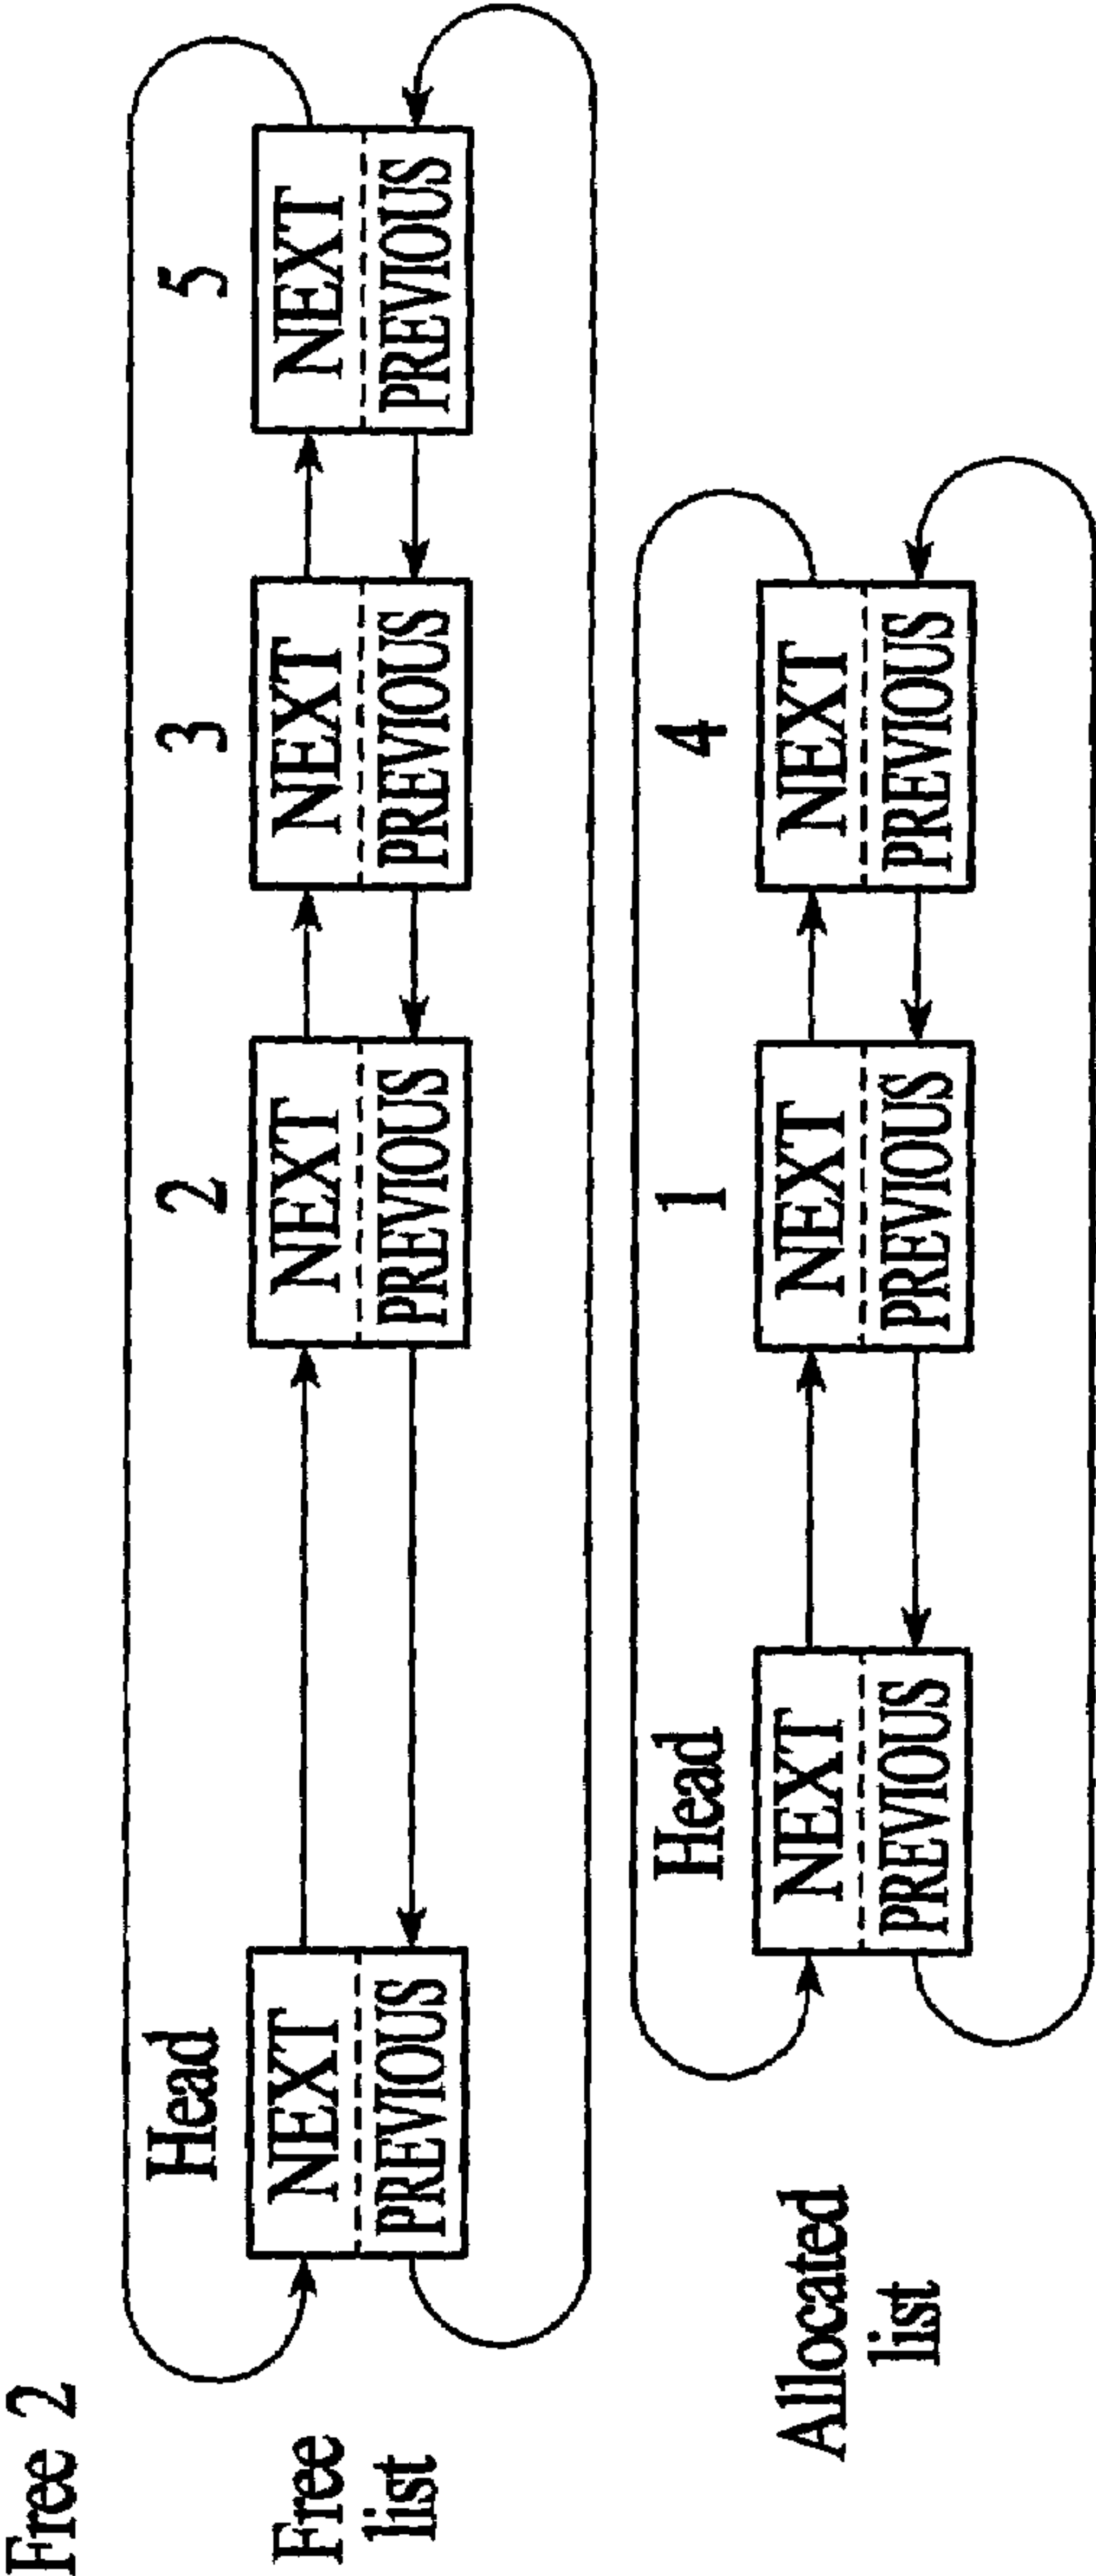 Free 2
Head 2 3 5
Free
list
NEXT NEXT NEXT NEXT
PREVIOUS PREVIOUS PREVIOUS PREVIOUS
Head 1 4
Allocated
list
NEXT NEXT NEXT
PREVIOUS PREVIOUS PREVIOUS